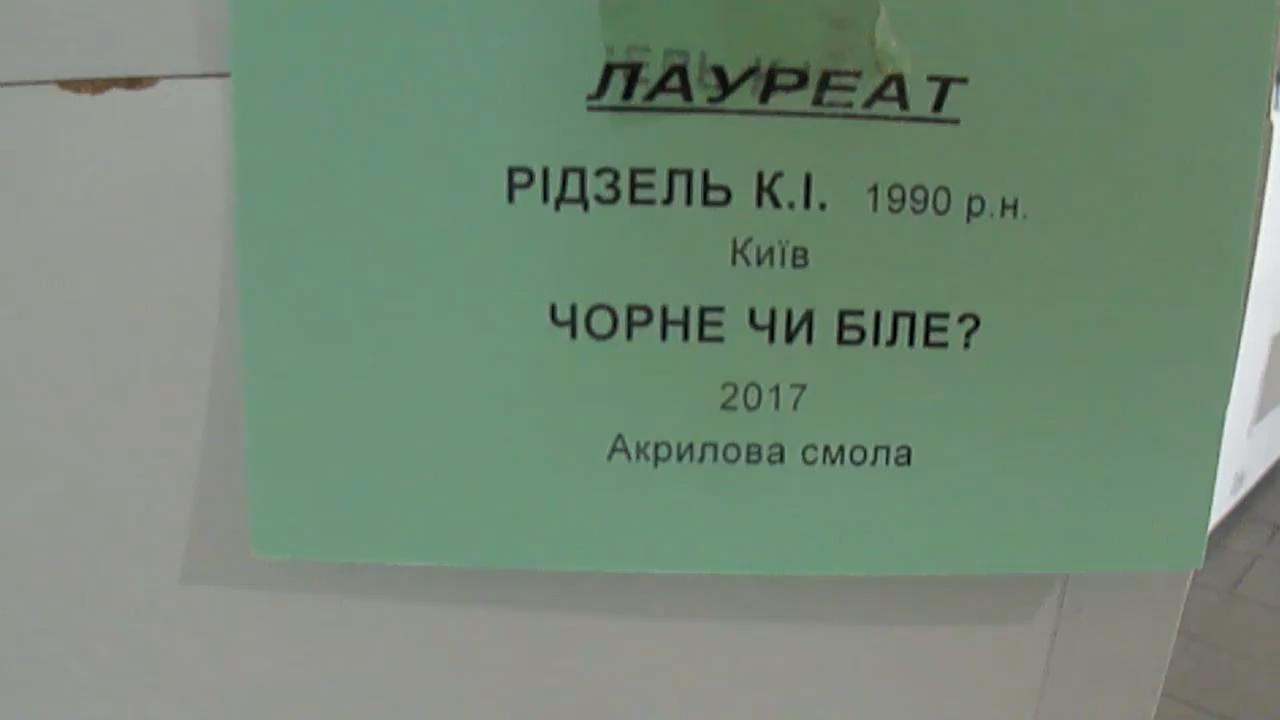 ЛАУРЕАТ
РІДЗЕЛЬ К.І. 1990 р.н.
Київ
ЧОРНЕ ЧИ БІЛЕ?
2017
Акрилова смола